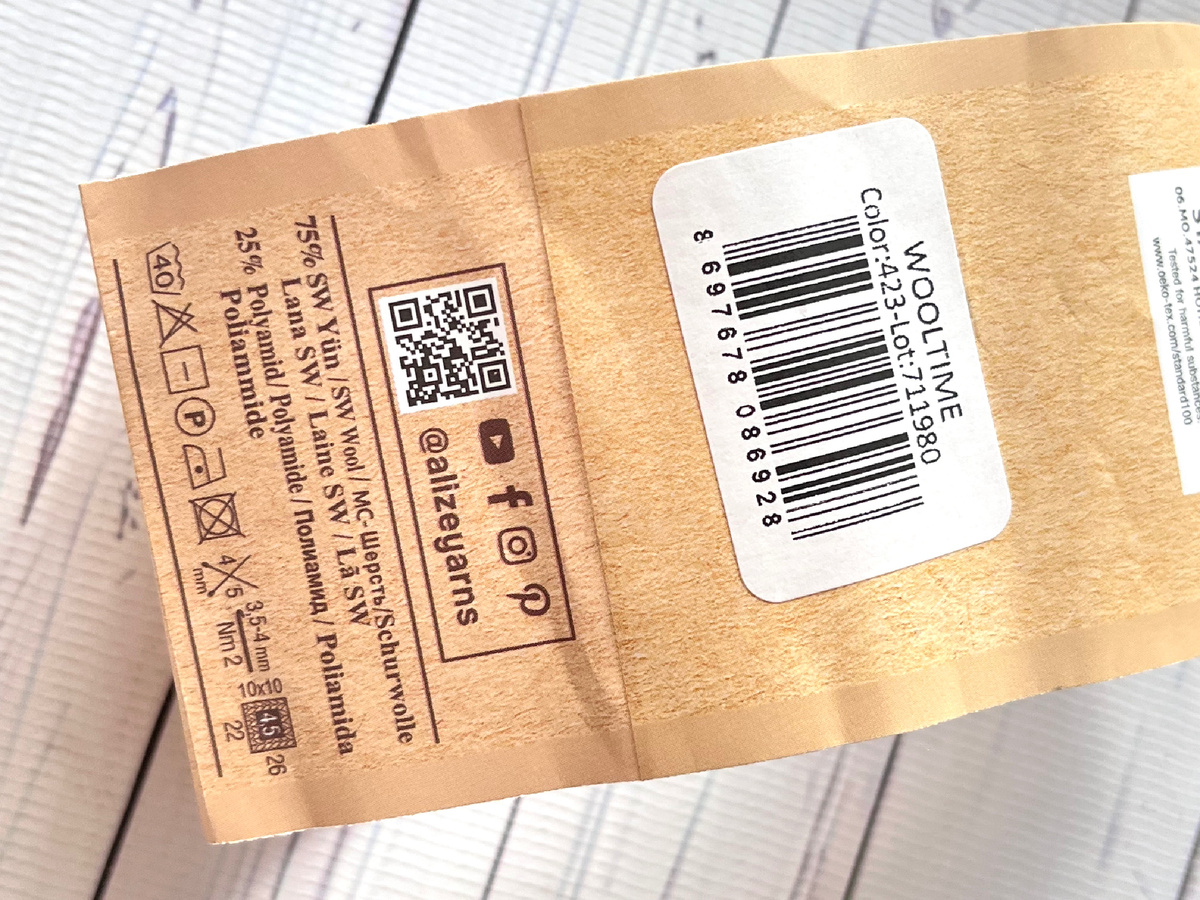 75% SW Yün / SW Wool / МС-Шерсть/Schurwolle
Lana SW / Laine SW / Lã SW
25% Polyamid / Polyamide / Полиамид / Poliamida
Poliammide
40
P
4
5
mm
3,5-4 mm
Nm 2
10x10
45
22
26
@alizeyarns
WOOLTIME
Color:423-Lot:711980
8 697678 086928
Tested for harmful
www.oeko-tex.com/standard100